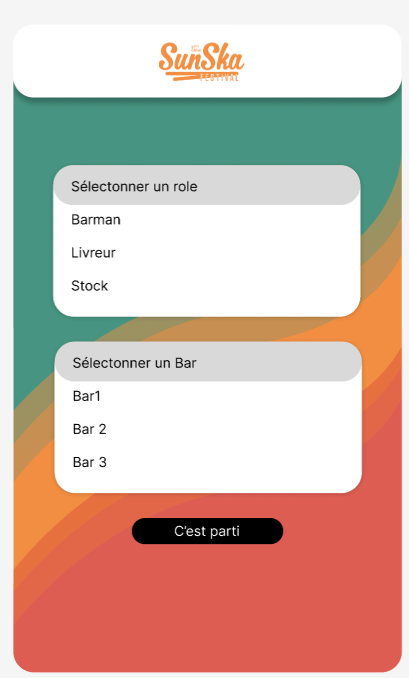 SunSka
FESTIVAL
Sélectonner un role
Barman
Livreur
Stock
Sélectonner un Bar
Bar1
Bar 2
Bar 3
C'est parti